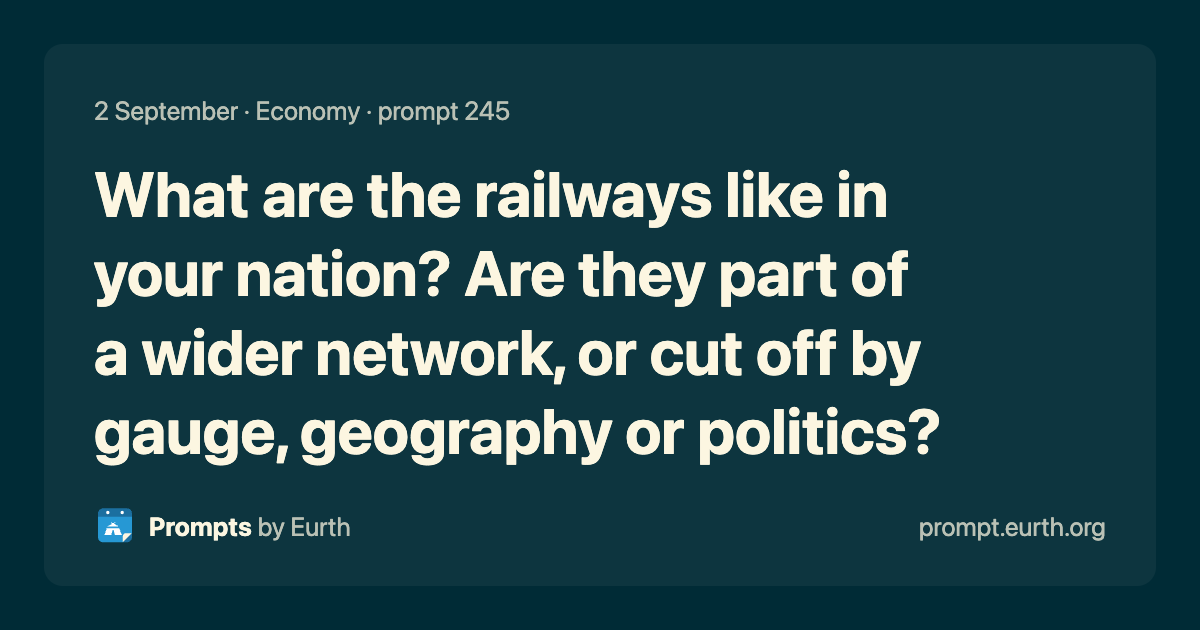 2 September · Economy · prompt 245
What are the railways like in
your nation? Are they part of
a wider network, or cut off by
gauge, geography or politics?
Prompts by Eurth
prompt.eurth.org